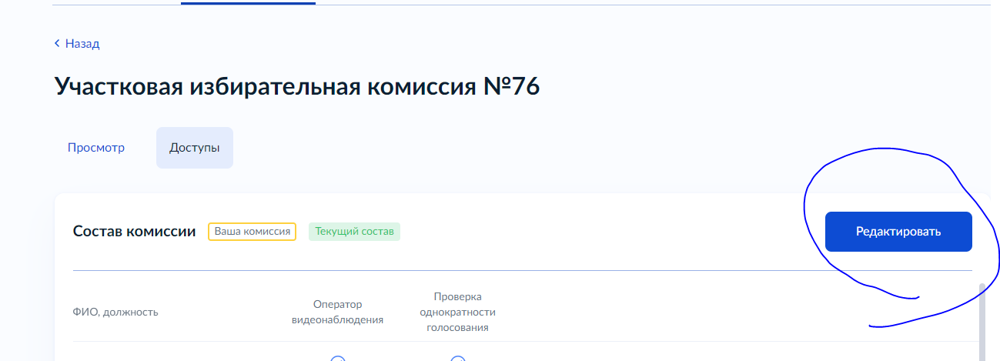 Назад
Участковая избирательная комиссия №76
Просмотр Доступы
Состав комиссии Ваша комиссия Текущий состав Редактировать
ФИО, должность
Оператор
видеонаблюдения
Проверка
однократности
голосования